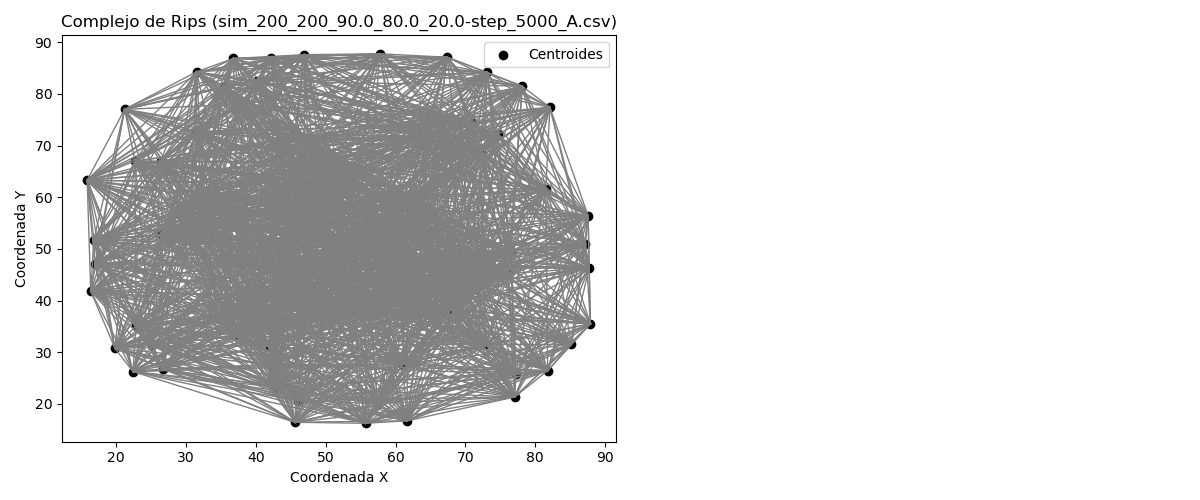 Complejo de Rips (sim_200_200_90.0_80.0_20.0-step_5000_A.csv)
Centroides
90
80
70
60
50
40
30
20
Coordenada Y
20 30 40 50 60 70 80 90
Coordenada X